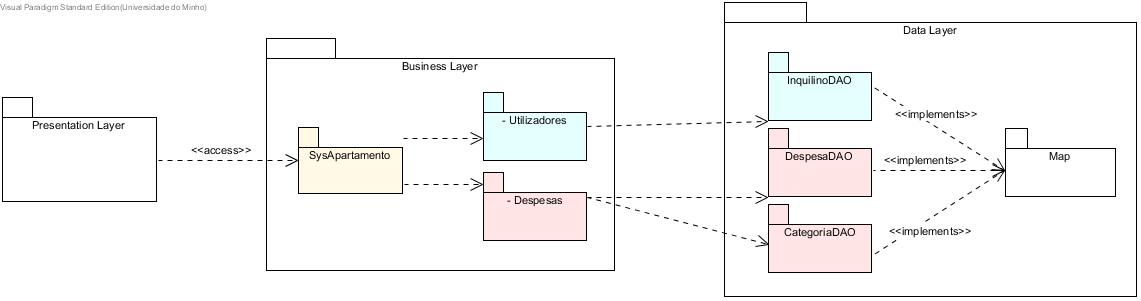 Visual Paradigm Standard Edition(Universidade do Minho)
Presentation Layer
<<access>>
Business Layer
SysApartamento
- Utilizadores
- Despesas
Data Layer
InquilinoDAO
<<implements>>
DespesaDAO
<<implements>>
Map
CategoriaDAO
<<implements>>